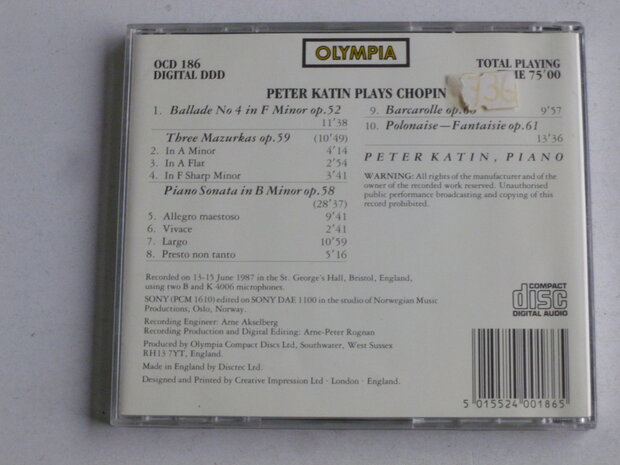 OLYMPIA
OCD 186
DIGITAL DDD
TOTAL PLAYING
75'00
PETER KATIN PLAYS CHOPIN
1. Ballade No 4 in F Minor op.52
11'38
Three Mazurkas op.59 (10'49)
2. In A Minor 4'14
3. In A Flat 2'54
4. In F Sharp Minor 3'41
Piano Sonata in B Minor op.58
(28'37)
5. Allegro maestoso 9'41
6. Vivace 2'41
7. Largo 10'59
8. Presto non tanto 5'16
736
9. Barcarolle 9'57
10. Polonaise—Fantaisie op.61
13'36
PETER KATIN, PIANO
WARNING: All rights of the manufacturer and of the
owner of the recorded work reserved. Unauthorised
public performance broadcasting and copying of this
record prohibited.
Recorded on 13-15 June 1987 in the St. George's Hall, Bristol, England,
using two B and K 4006 microphones.
SONY (PCM 1610) edited on SONY DAE 1100 in the studio of Norwegian Music
Productions, Oslo, Norway.
Recording Engineer: Arne Akselberg
Recording Production and Digital Editing: Arne-Peter Rognan
Produced by Olympia Compact Discs Ltd, Southwater, West Sussex
RH13 7YT, England.
Made in England by Disctec Ltd.
Designed and Printed by Creative Impression Ltd · London · England.
COMPACT
disc
DIGITAL AUDIO
5 015524 001865